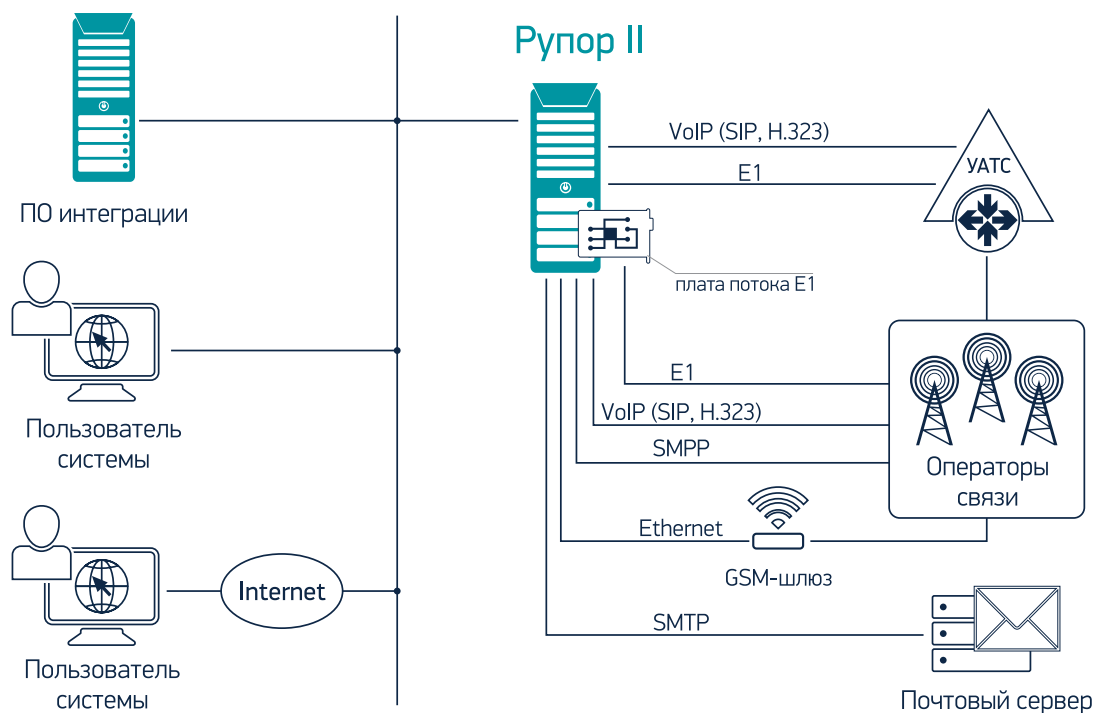 Рупор II
VoIP (SIP, H.323)
E1
УАТС
ПО интеграции
плата потока E1
E1
VoIP (SIP, H.323)
SMPP
Операторы
связи
Пользователь
системы
Ethernet
GSM-шлюз
Internet
SMTP
Пользователь
системы
Почтовый сервер